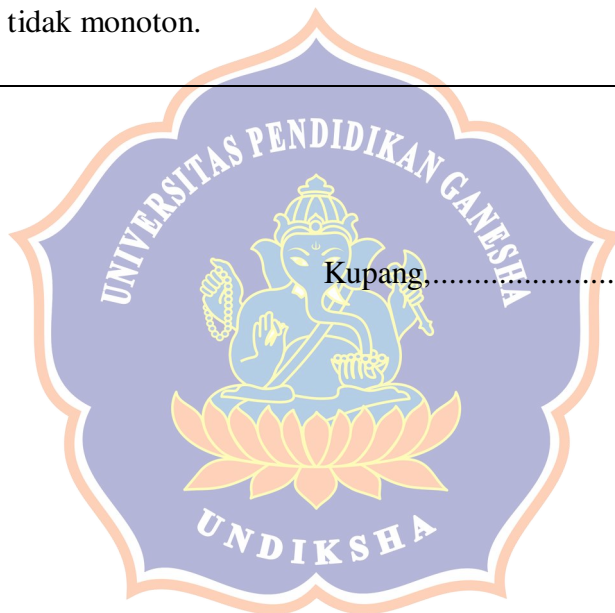 tidak monoton.
UNIVERSITAS PENDIDIKAN GANESHA
Kupang,......................
UNDIKSHA